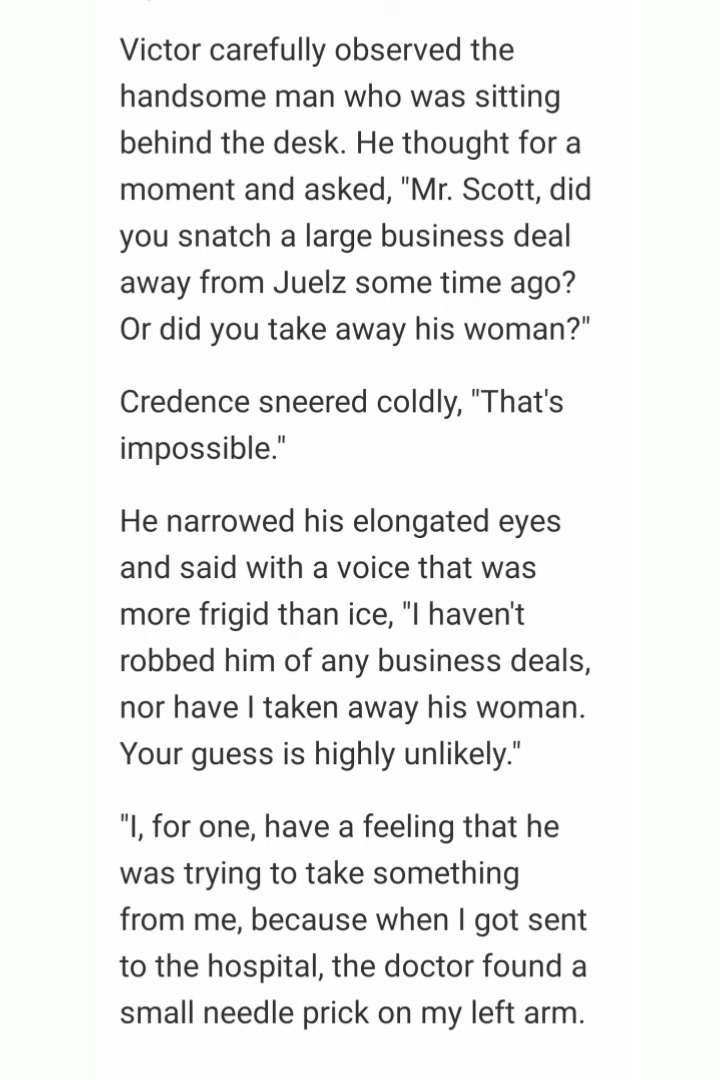 Victor carefully observed the
handsome man who was sitting
behind the desk. He thought for a
moment and asked, "Mr. Scott, did
you snatch a large business deal
away from Juelz some time ago?
Or did you take away his woman?"
Credence sneered coldly, "That's
impossible."
He narrowed his elongated eyes
and said with a voice that was
more frigid than ice, "I haven't
robbed him of any business deals,
nor have I taken away his woman.
Your guess is highly unlikely."
"I, for one, have a feeling that he
was trying to take something
from me, because when I got sent
to the hospital, the doctor found a
small needle prick on my left arm.